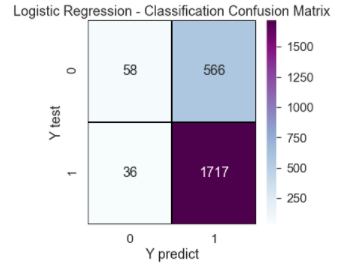 Logistic Regression - Classification Confusion Matrix
0 58 566
1 36 1717
0 1
Y test
Y predict
1500
1250
1000
750
500
250